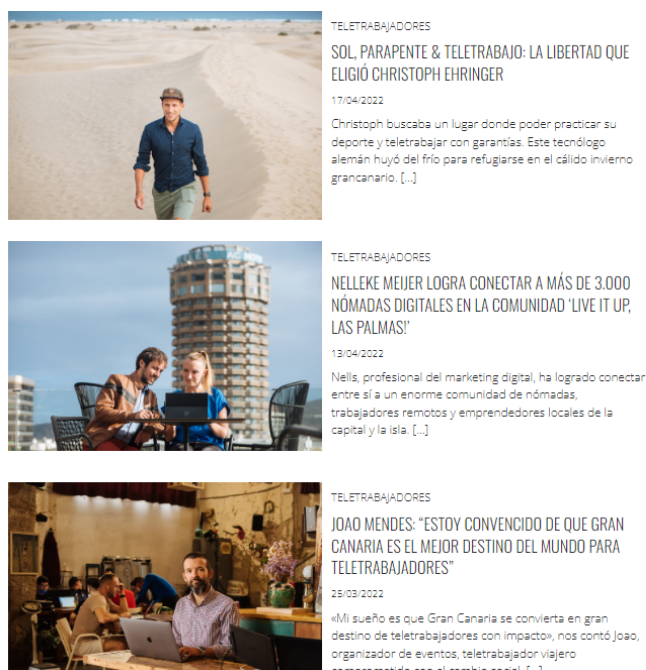 TELETRABAJADORES
SOL, PARAPENTE & TELETRABAJO: LA LIBERTAD QUE
ELIGIÓ CHRISTOPH EHRINGER
17/04/2022
Christoph buscaba un lugar donde poder practicar su
deporte y teletrabajar con garantías. Este tecnólogo
alemán huyó del frío para refugiarse en el cálido invierno
grancanario. [...]
TELETRABAJADORES
NELLEKE MEIJER LOGRA CONECTAR A MÁS DE 3.000
NÓMADAS DIGITALES EN LA COMUNIDAD ‘LIVE IT UP,
LAS PALMAS!’
13/04/2022
Nells, profesional del marketing digital, ha logrado conectar
entre sí a un enorme comunidad de nómadas,
trabajadores remotos y emprendedores locales de la
capital y la isla. [...]
TELETRABAJADORES
JOAO MENDES: “ESTOY CONVENCIDO DE QUE GRAN
CANARIA ES EL MEJOR DESTINO DEL MUNDO PARA
TELETRABAJADORES”
25/03/2022
«Mi sueño es que Gran Canaria se convierta en gran
destino de teletrabajadores con impacto», nos contó Joao,
organizador de eventos, teletrabajador viajero
comprometido con el cambio social. [...]